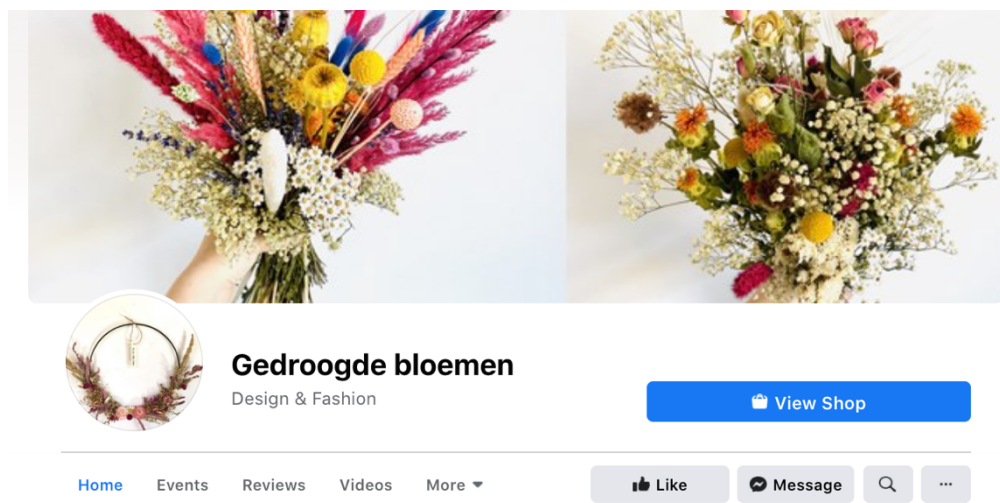 Gedroogde bloemen
Design & Fashion
View Shop
Home Events Reviews Videos More
Like Message